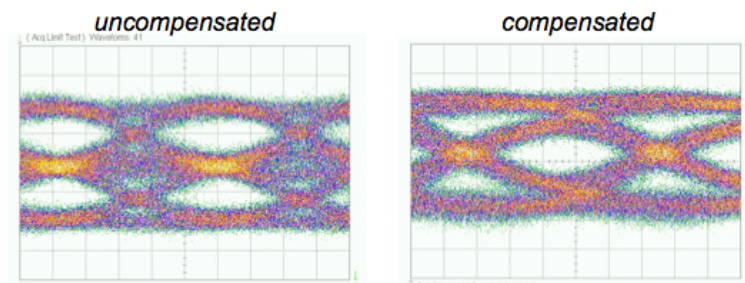 uncompensated
compensated
( Acq Limit Test) Waveforms: 41